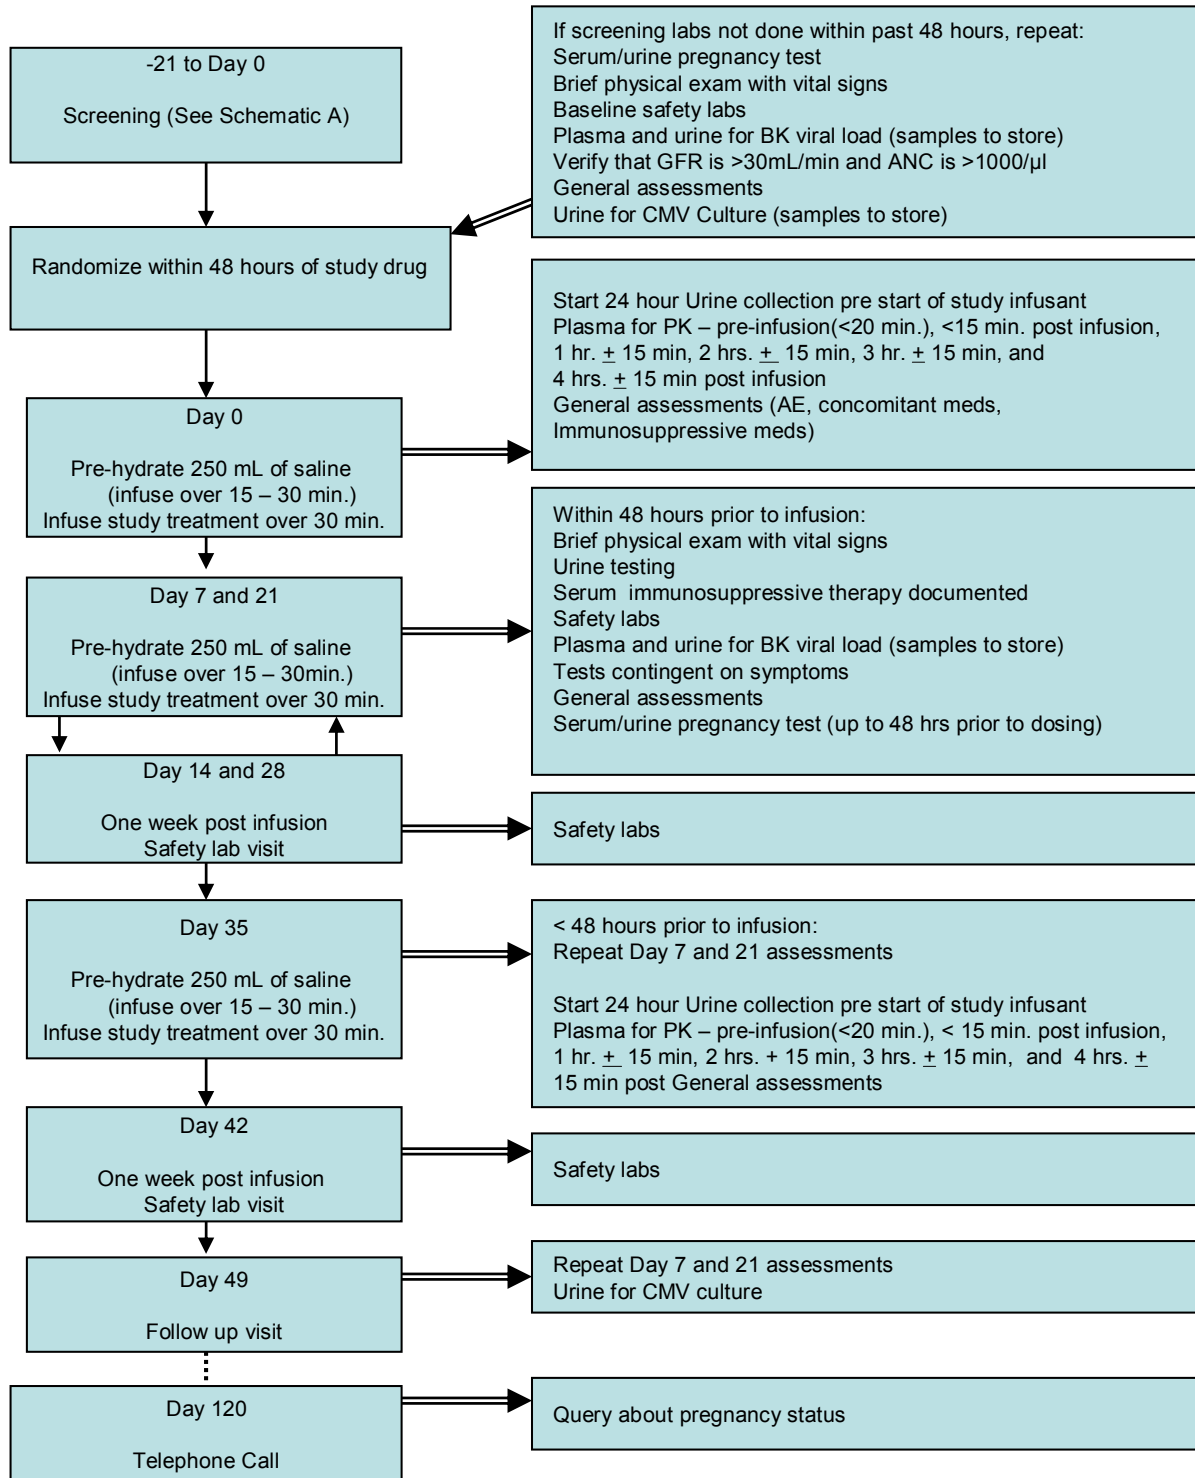 -21 to Day 0
Screening (See Schematic A)
If screening labs not done within past 48 hours, repeat:
Serum/urine pregnancy test
Brief physical exam with vital signs
Baseline safety labs
Plasma and urine for BK viral load (samples to store)
Verify that GFR is >30mL/min and ANC is >1000/µl
General assessments
Urine for CMV Culture (samples to store)
Randomize within 48 hours of study drug
Start 24 hour Urine collection pre start of study infusant
Plasma for PK – pre-infusion(<20 min.), <15 min. post infusion,
1 hr. ± 15 min, 2 hrs. ± 15 min, 3 hr. ± 15 min, and
4 hrs. ± 15 min post infusion
General assessments (AE, concomitant meds,
Immunosuppressive meds)
Day 0
Pre-hydrate 250 mL of saline
(infuse over 15 – 30 min.)
Infuse study treatment over 30 min.
Within 48 hours prior to infusion:
Brief physical exam with vital signs
Urine testing
Serum immunosuppressive therapy documented
Safety labs
Plasma and urine for BK viral load (samples to store)
Tests contingent on symptoms
General assessments
Serum/urine pregnancy test (up to 48 hrs prior to dosing)
Day 7 and 21
Pre-hydrate 250 mL of saline
(infuse over 15 – 30min.)
Infuse study treatment over 30 min.
Day 14 and 28
One week post infusion
Safety lab visit
Safety labs
Day 35
Pre-hydrate 250 mL of saline
(infuse over 15 – 30 min.)
Infuse study treatment over 30 min.
< 48 hours prior to infusion:
Repeat Day 7 and 21 assessments
Start 24 hour Urine collection pre start of study infusant
Plasma for PK – pre-infusion(<20 min.), < 15 min. post infusion,
1 hr. ± 15 min, 2 hrs. + 15 min, 3 hrs. ± 15 min, and 4 hrs. ±
15 min post General assessments
Day 42
One week post infusion
Safety lab visit
Safety labs
Day 49
Follow up visit
Repeat Day 7 and 21 assessments
Urine for CMV culture
Day 120
Telephone Call
Query about pregnancy status